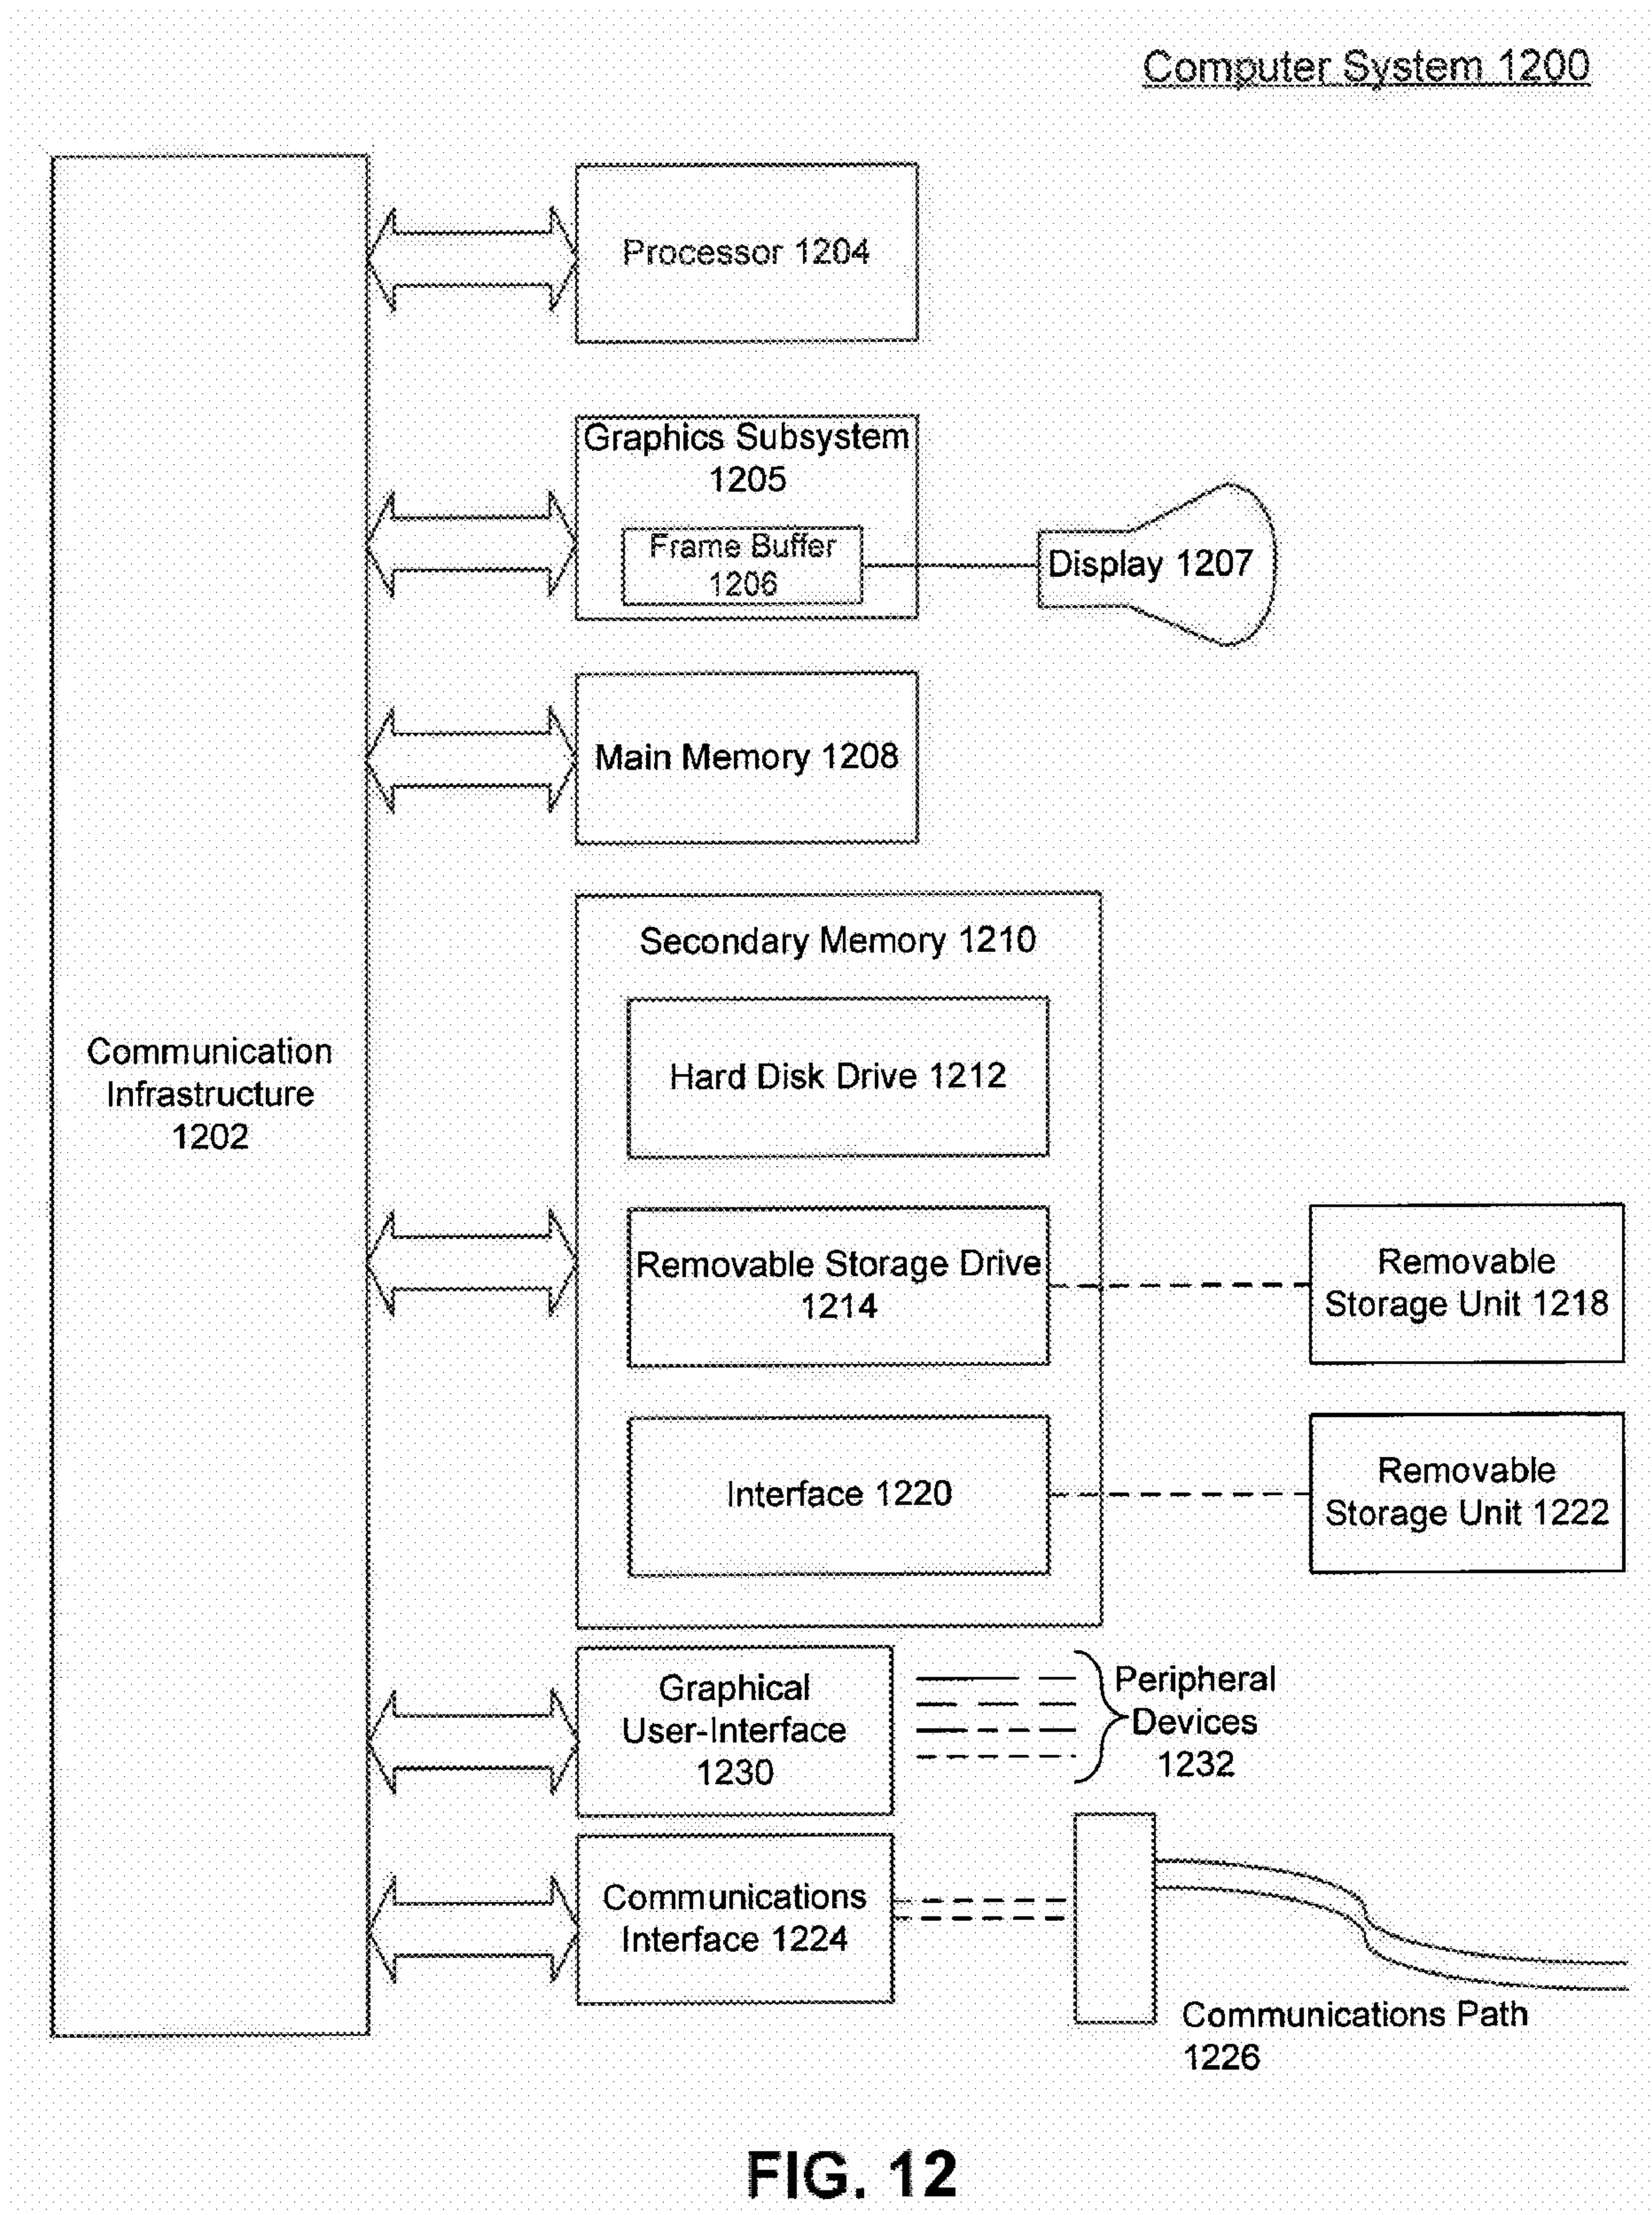 Computer System 1200
Processor 1204
Graphics Subsystem
1205
Frame Buffer
1206
Display 1207
Main Memory 1208
Secondary Memory 1210
Hard Disk Drive 1212
Communication
Infrastructure
1202
Removable Storage Drive
1214
Removable
Storage Unit 1218
Interface 1220
Removable
Storage Unit 1222
Graphical
User-Interface
1230
Peripheral
Devices
1232
Communications
Interface 1224
Communications Path
1226
FIG. 12